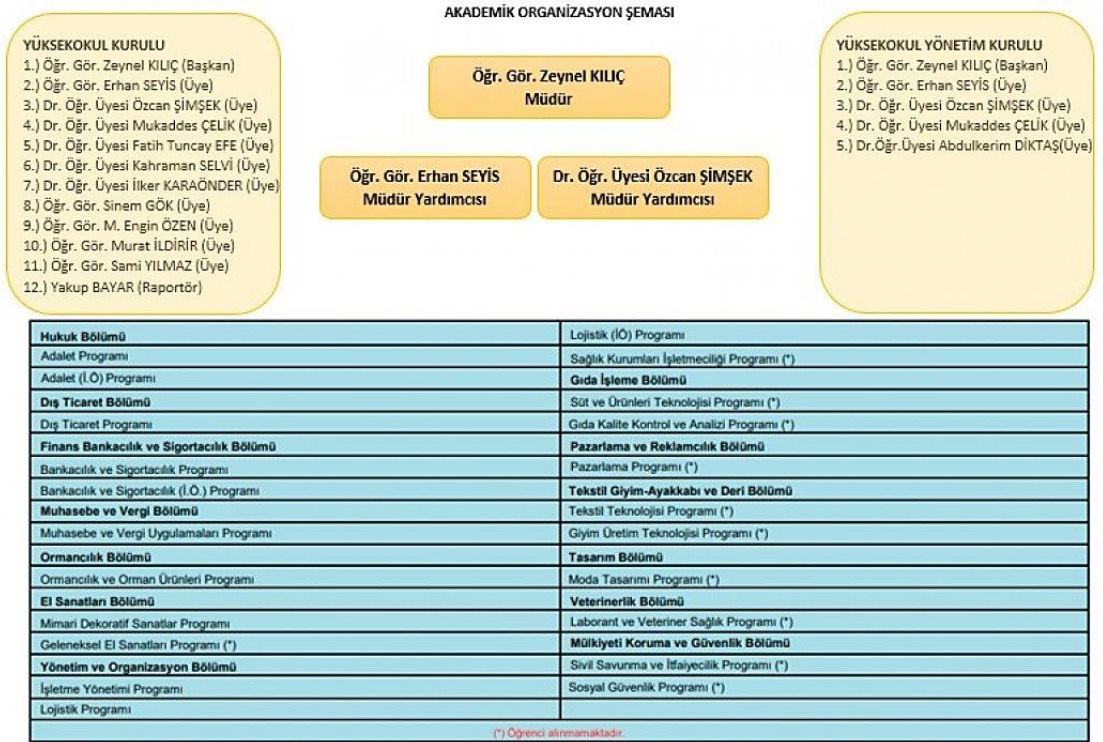 AKADEMİK ORGANİZASYON ŞEMASI
YÜKSEKOKUL KURULU
1.) Öğr. Gör. Zeynel KILIÇ (Başkan)
2.) Öğr. Gör. Erhan SEYİS (Üye)
3.) Dr. Öğr. Üyesi Özcan ŞİMŞEK (Üye)
4.) Dr. Öğr. Üyesi Mukaddes ÇELİK (Üye)
5.) Dr. Öğr. Üyesi Fatih Tuncay EFE (Üye)
6.) Dr. Öğr. Üyesi Kahraman SELVİ (Üye)
7.) Dr. Öğr. Üyesi İlker KARAÖNDER (Üye)
8.) Öğr. Gör. Sinem GÖK (Üye)
9.) Öğr. Gör. M. Engin ÖZEN (Üye)
10.) Öğr. Gör. Murat İLDİRİR (Üye)
11.) Öğr. Gör. Sami YILMAZ (Üye)
12.) Yakup BAYAR (Raportör)
Öğr. Gör. Zeynel KILIÇ
Müdür
Öğr. Gör. Erhan SEYİS
Müdür Yardımcısı
Dr. Öğr. Üyesi Özcan ŞİMŞEK
Müdür Yardımcısı
YÜKSEKOKUL YÖNETİM KURULU
1.) Öğr. Gör. Zeynel KILIÇ (Başkan)
2.) Öğr. Gör. Erhan SEYİS (Üye)
3.) Dr. Öğr. Üyesi Özcan ŞİMŞEK (Üye)
4.) Dr. Öğr. Üyesi Mukaddes ÇELİK (Üye)
5.) Dr.Öğr.Üyesi Abdulkerim DİKTAŞ(Üye)
Hukuk Bölümü
Adalet Programı
Adalet (İ.Ö) Programı
Dış Ticaret Bölümü
Dış Ticaret Programı
Finans Bankacılık ve Sigortacılık Bölümü
Bankacılık ve Sigortacılık Programı
Bankacılık ve Sigortacılık (İ.Ö.) Programı
Muhasebe ve Vergi Bölümü
Muhasebe ve Vergi Uygulamaları Programı
Ormancılık Bölümü
Ormancılık ve Orman Ürünleri Programı
El Sanatları Bölümü
Mimari Dekoratif Sanatlar Programı
Geleneksel El Sanatları Programı (*)
Yönetim ve Organizasyon Bölümü
İşletme Yönetimi Programı
Lojistik Programı
Lojistik (İÖ) Programı
Sağlık Kurumları İşletmeciliği Programı (*)
Gıda İşleme Bölümü
Süt ve Ürünleri Teknolojisi Programı (*)
Gıda Kalite Kontrol ve Analizi Programı (*)
Pazarlama ve Reklamcılık Bölümü
Pazarlama Programı (*)
Tekstil Giyim-Ayakkabı ve Deri Bölümü
Tekstil Teknolojisi Programı (*)
Giyim Üretim Teknolojisi Programı (*)
Tasarım Bölümü
Moda Tasarımı Programı (*)
Veterinerlik Bölümü
Laborant ve Veteriner Sağlık Programı (*)
Mülkiyeti Koruma ve Güvenlik Bölümü
Sivil Savunma ve İtfaiyecilik Programı (*)
Sosyal Güvenlik Programı (*)
(*) Öğrenci alınmamaktadır.